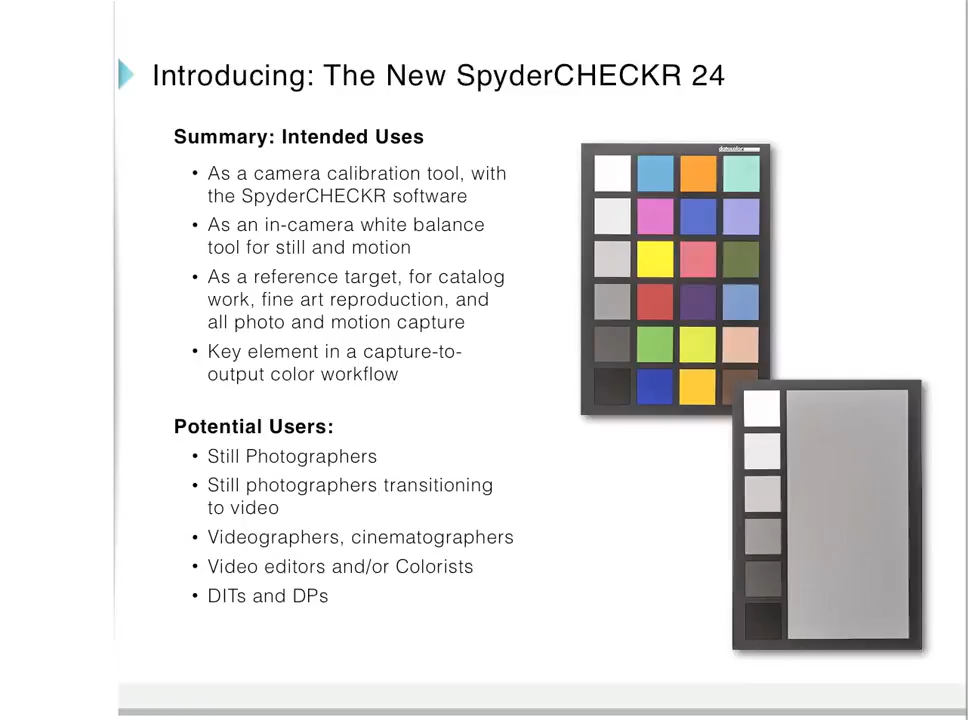 Introducing: The New SpyderCHECKR 24
Summary: Intended Uses
• As a camera calibration tool, with
the SpyderCHECKR software
• As an in-camera white balance
tool for still and motion
• As a reference target, for catalog
work, fine art reproduction, and
all photo and motion capture
• Key element in a capture-to-
output color workflow
Potential Users:
• Still Photographers
• Still photographers transitioning
to video
• Videographers, cinematographers
• Video editors and/or Colorists
• DITs and DPs
datacolor